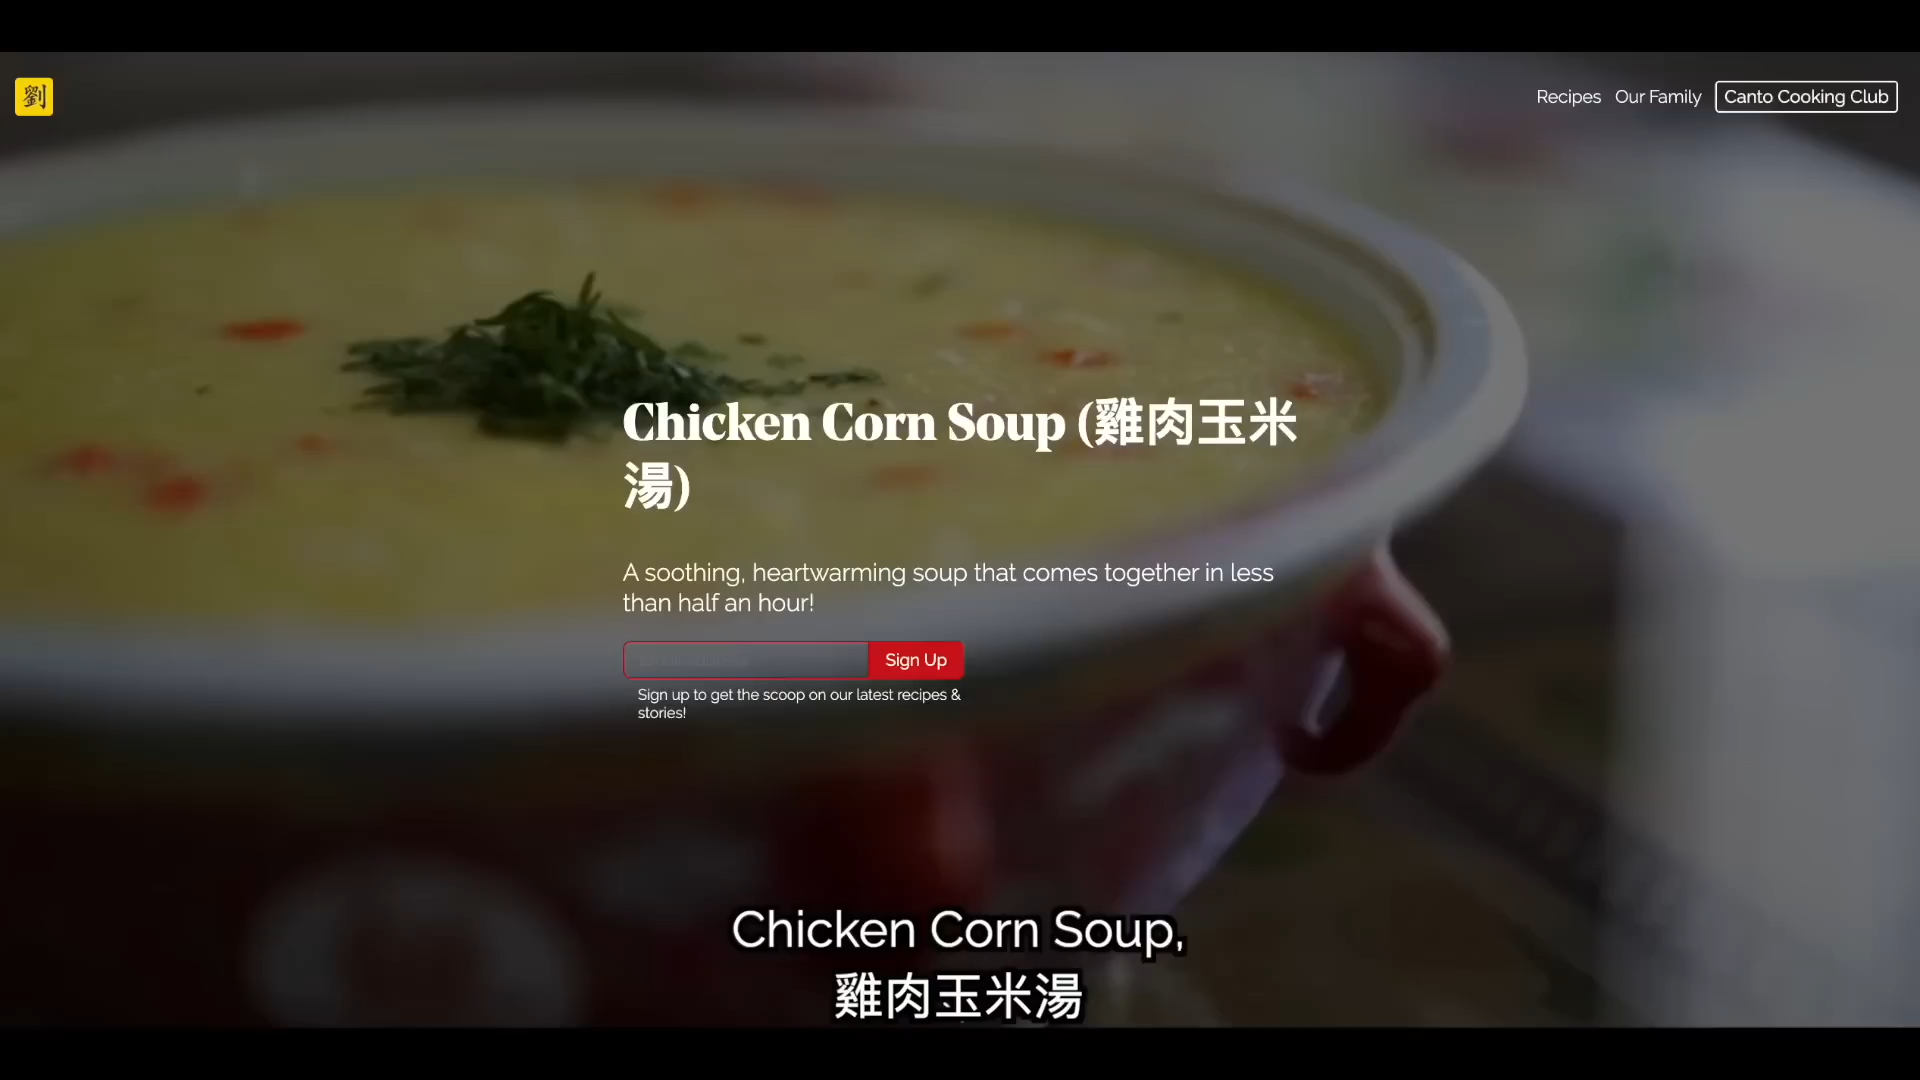 劉
Recipes Our Family Canto Cooking Club
Chicken Corn Soup (雞肉玉米
湯)
A soothing, heartwarming soup that comes together in less
than half an hour!
Sign Up
Sign up to get the scoop on our latest recipes &
stories!
Chicken Corn Soup,
雞肉玉米湯